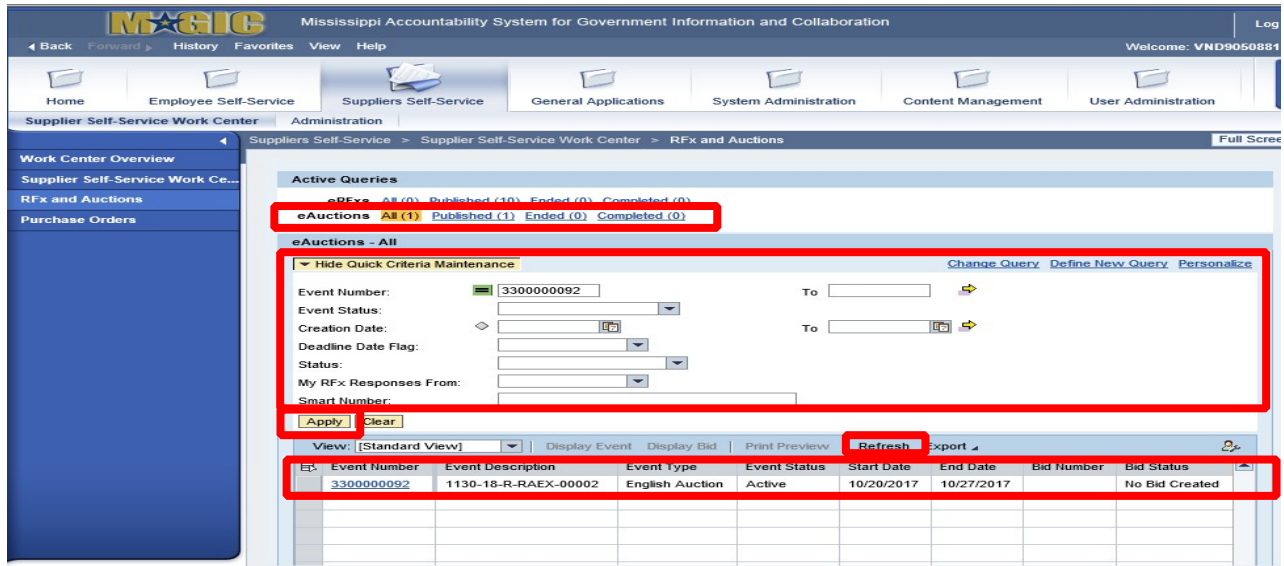 MAGIC Mississippi Accountability System for Government Information and Collaboration Log
Back Forward History Favorites View Help Welcome: VND9050881
Home Employee Self-Service Suppliers Self-Service General Applications System Administration Content Management User Administration
Supplier Self-Service Work Center Administration
Suppliers Self-Service > Supplier Self-Service Work Center > RFx and Auctions Full Scree
Work Center Overview
Supplier Self-Service Work Ce...
RFx and Auctions
Purchase Orders
Active Queries
eRFxs All (0) Published (10) Ended (0) Completed (0)
eAuctions All (1) Published (1) Ended (0) Completed (0)
eAuctions - All
Hide Quick Criteria Maintenance Change Query Define New Query Personalize
Event Number: 3300000092 To
Event Status:
Creation Date: To
Deadline Date Flag:
Status:
My RFx Responses From:
Smart Number:
Apply Clear
View: [Standard View] Display Event Display Bid Print Preview Refresh Export
Event Number Event Description Event Type Event Status Start Date End Date Bid Number Bid Status
3300000092 1130-18-R-RAEX-00002 English Auction Active 10/20/2017 10/27/2017 No Bid Created